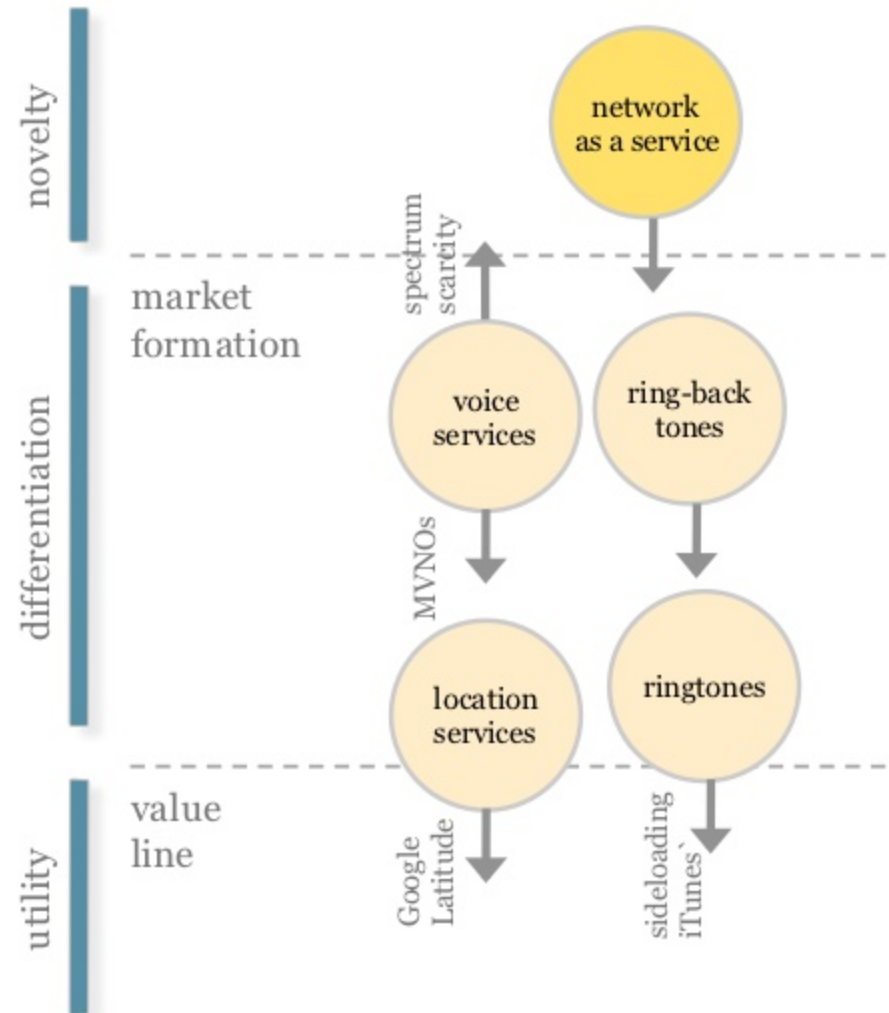 novelty
network
as a service
spectrum
scarcity
market
formation
differentiation
voice
services
ring-back
tones
MVNOs
location
services
ringtones
value
line
utility
Google
Latitude
sideloading
iTunes`